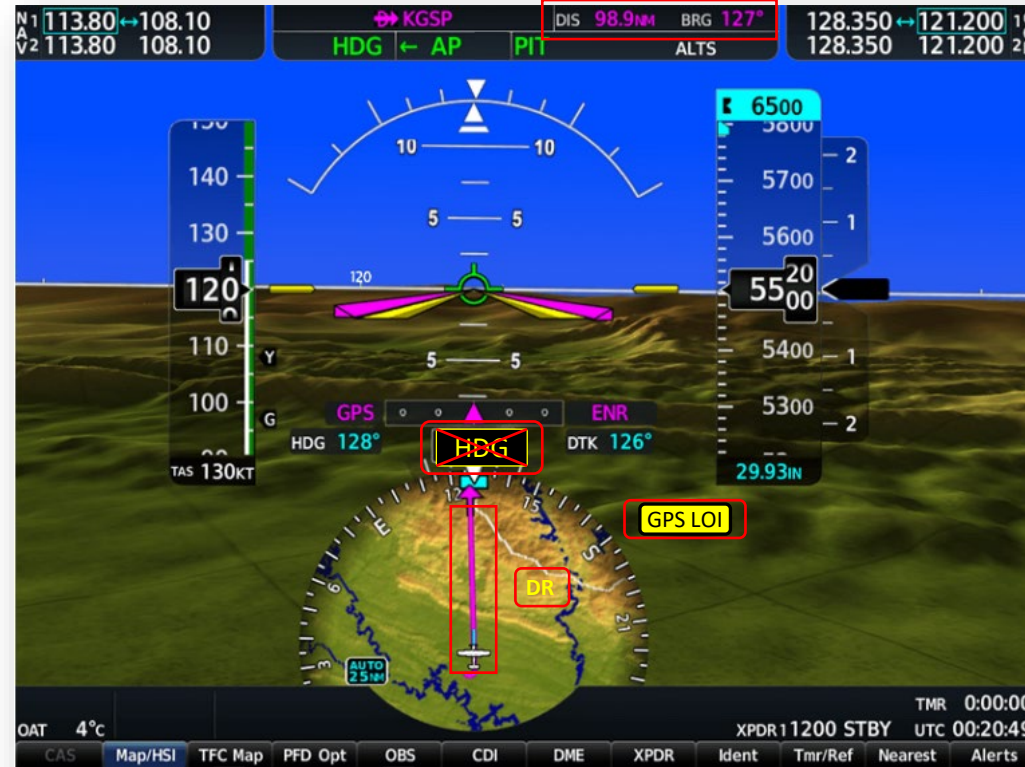 N 1 113.80 ↔ 108.10
A
V 2 113.80 108.10
KGSP
DIS 98.9NM BRG 127°
HDG ← AP PIT ALTS
128.350 ↔ 121.200
128.350 121.200
6500
10 10
5 5
5 5
140
130
120
110
100
Y
G
TAS 130KT
120
5800
5700
5600
55 20
00
5400
5300
29.93IN
2
1
1
2
GPS ENR
HDG 128° HDG DTK 126°
GPS LOI
DR
3
6
E
12
15
S
21
AUTO
25NM
TMR 0:00:00
OAT 4°C XPDR1 1200 STBY UTC 00:20:49
CAS Map/HSI TFC Map PFD Opt OBS CDI DME XPDR Ident Tmr/Ref Nearest Alerts